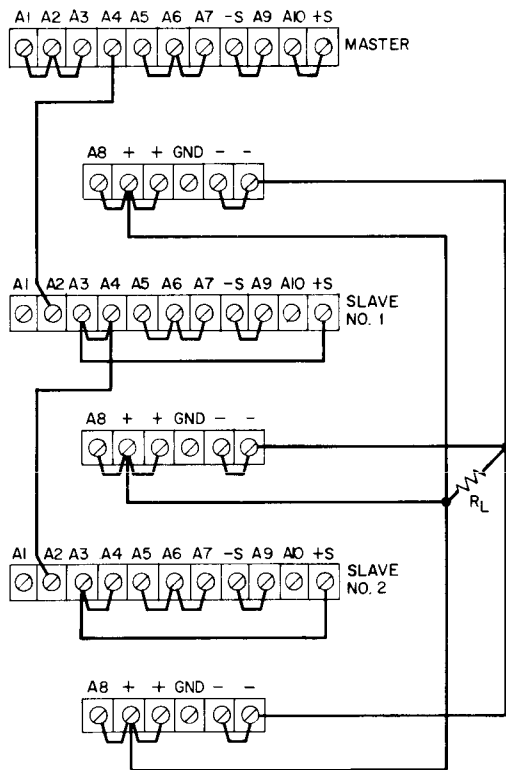 A1 A2 A3 A4 A5 A6 A7 -S A9 A10 +S
MASTER
A8 + + GND - -
A1 A2 A3 A4 A5 A6 A7 -S A9 A10 +S
SLAVE
NO. 1
A8 + + GND - -
RL
A1 A2 A3 A4 A5 A6 A7 -S A9 A10 +S
SLAVE
NO. 2
A8 + + GND - -